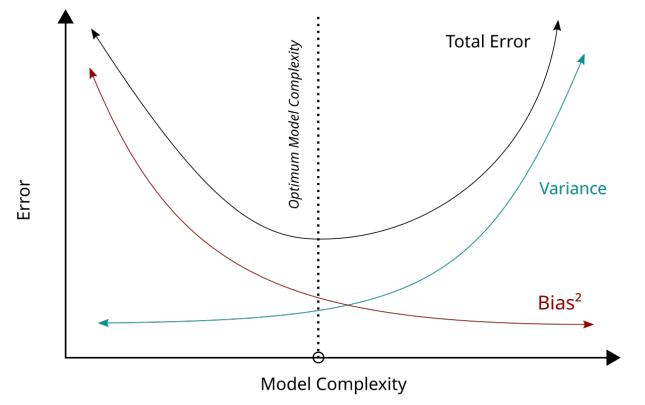 Total Error
Optimum Model Complexity
Error
Variance
Bias²
Model Complexity